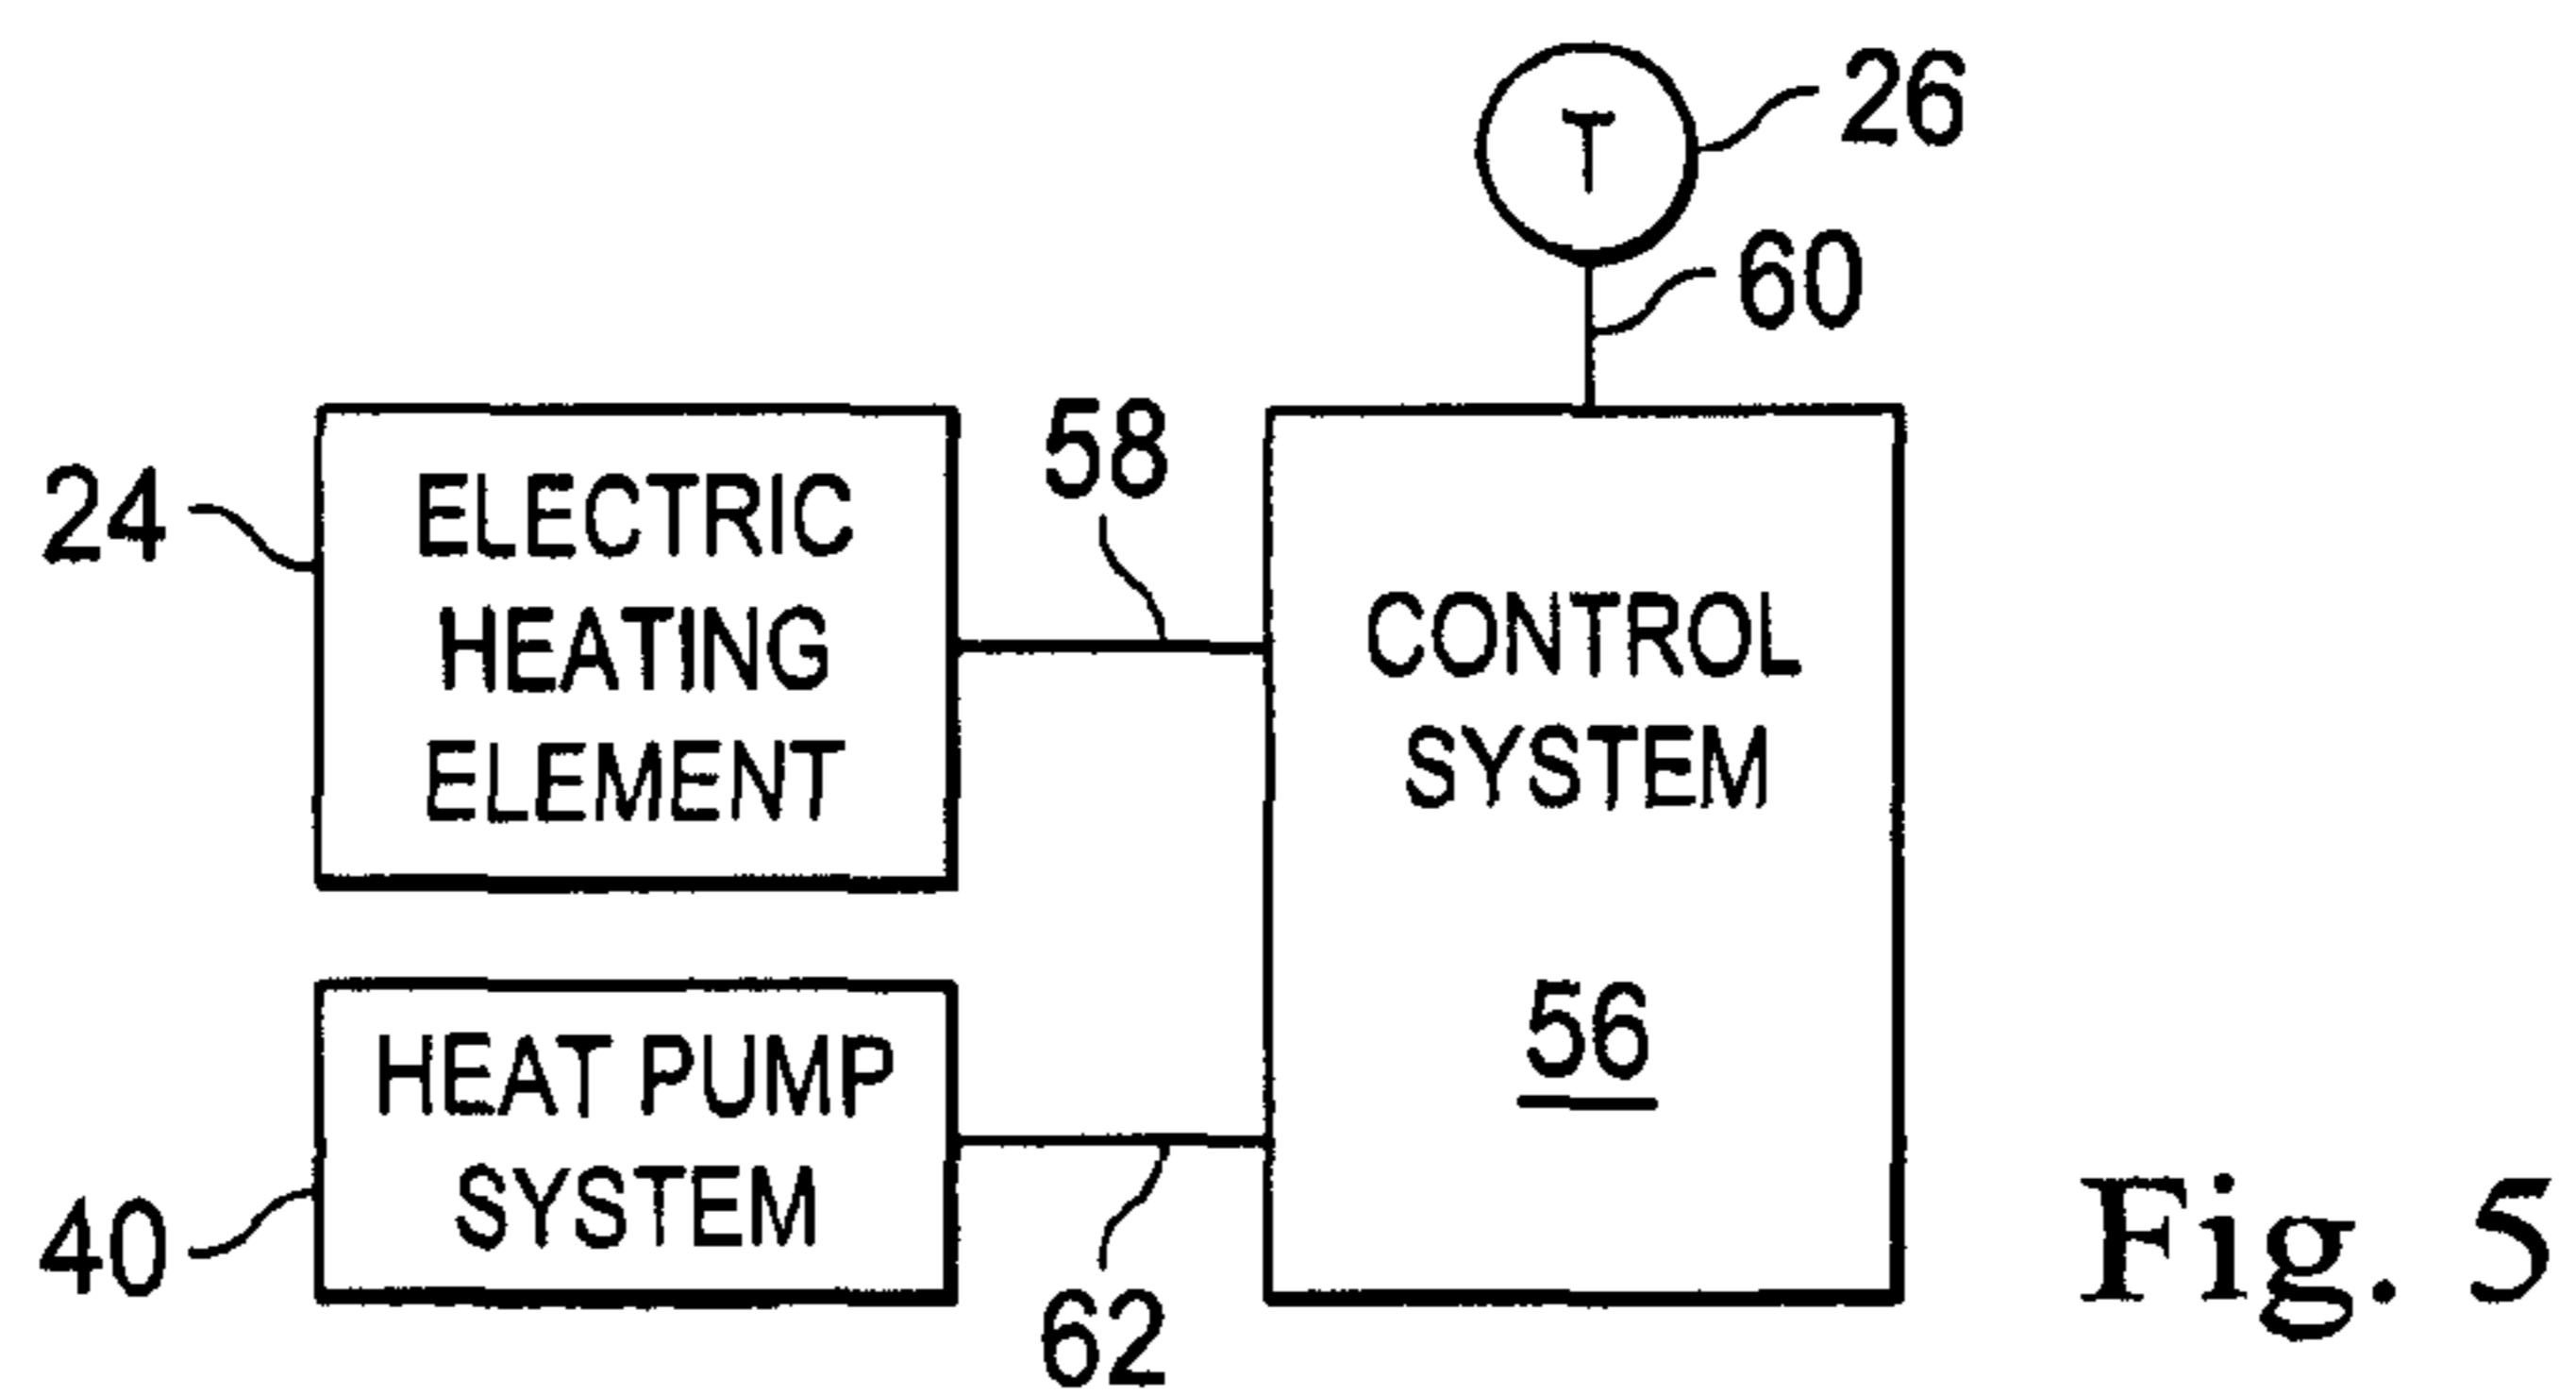 T
26
60
58
24
ELECTRIC
HEATING
ELEMENT
CONTROL
SYSTEM
56
HEAT PUMP
SYSTEM
40
62
Fig. 5